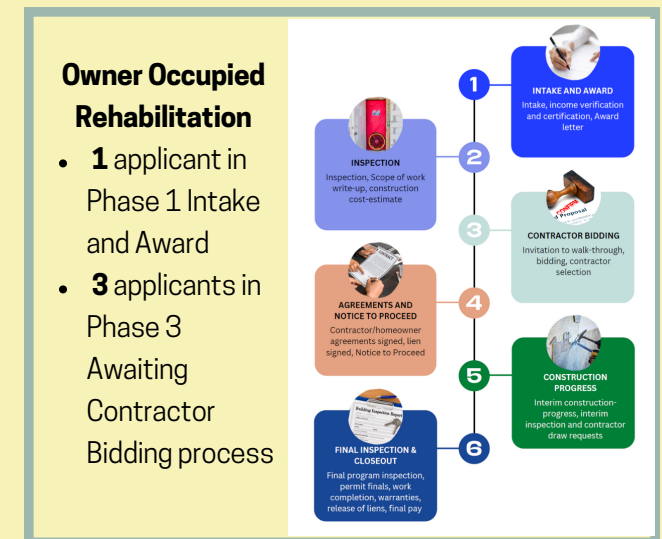 Owner Occupied
Rehabilitation
• 1 applicant in
Phase 1 Intake
and Award
• 3 applicants in
Phase 3
Awaiting
Contractor
Bidding process
1
INTAKE AND AWARD
Intake, income verification
and certification, Award
letter
2
INSPECTION
Inspection, Scope of work
write-up, construction
cost-estimate
3
Proposal
CONTRACTOR BIDDING
Invitation to walk-through,
bidding, contractor
selection
4
CONTRACT
AGREEMENTS AND
NOTICE TO PROCEED
Contractor/homeowner
agreements signed, lien
signed, Notice to Proceed
5
CONSTRUCTION
PROGRESS
Interim construction-
progress, interim
inspection and contractor
draw requests
6
Building Inspection Report
FINAL INSPECTION &
CLOSEOUT
Final program inspection,
permit finals, work
completion, warranties,
release of liens, final pay